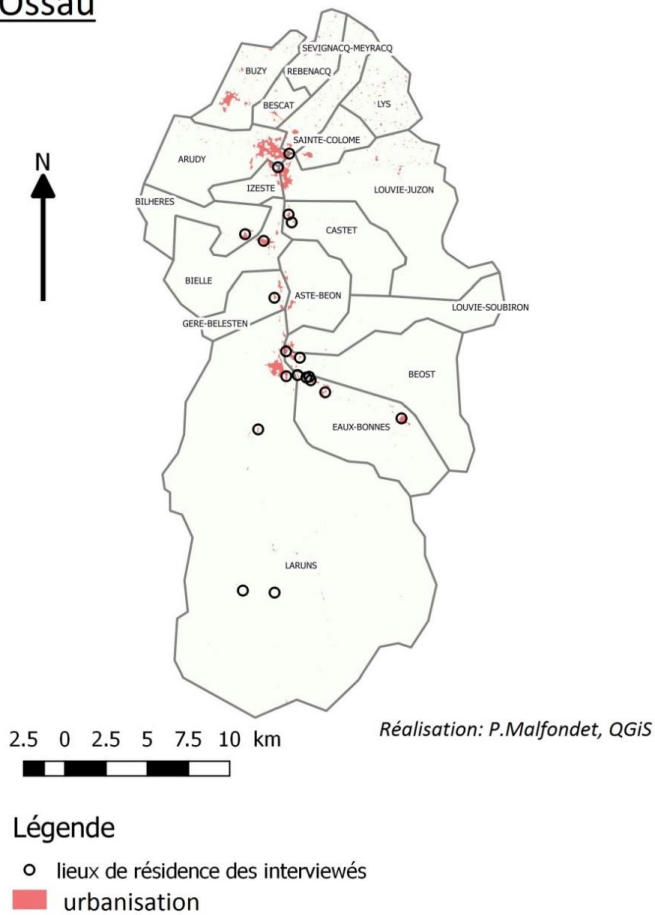 Ossau
SEVIGNACQ-MEYRACQ
BUZY
REBENACQ
BESCAT
LYS
SAINTE-COLOME
ARUDY
N
IZESTE
LOUVIE-JUZON
BILHERES
CASTET
BIELLE
ASTE-BEON
LOUVIE-SOUBIRON
GERE-BELESTEN
BEOST
EAUX-BONNES
LARUNS
Réalisation: P.Malfondet, QGiS
2.5 0 2.5 5 7.5 10 km
Légende
lieux de résidence des interviewés
urbanisation